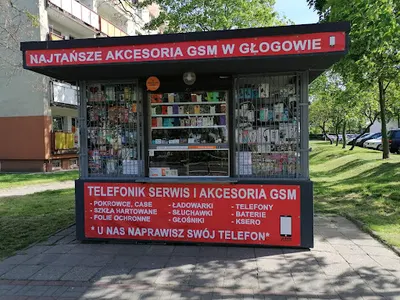 NAJTAŃSZE AKCESORIA GSM W GŁOGOWIE
TELEFONIK SERWIS I AKCESORIA GSM
- POKROWCE, CASE
- SZKŁA HARTOWANE
- FOLIE OCHRONNE
- ŁADOWARKI
- SŁUCHAWKI
- GŁOŚNIKI
- TELEFONY
- BATERIE
- KSERO
* U NAS NAPRAWISZ SWÓJ TELEFON*